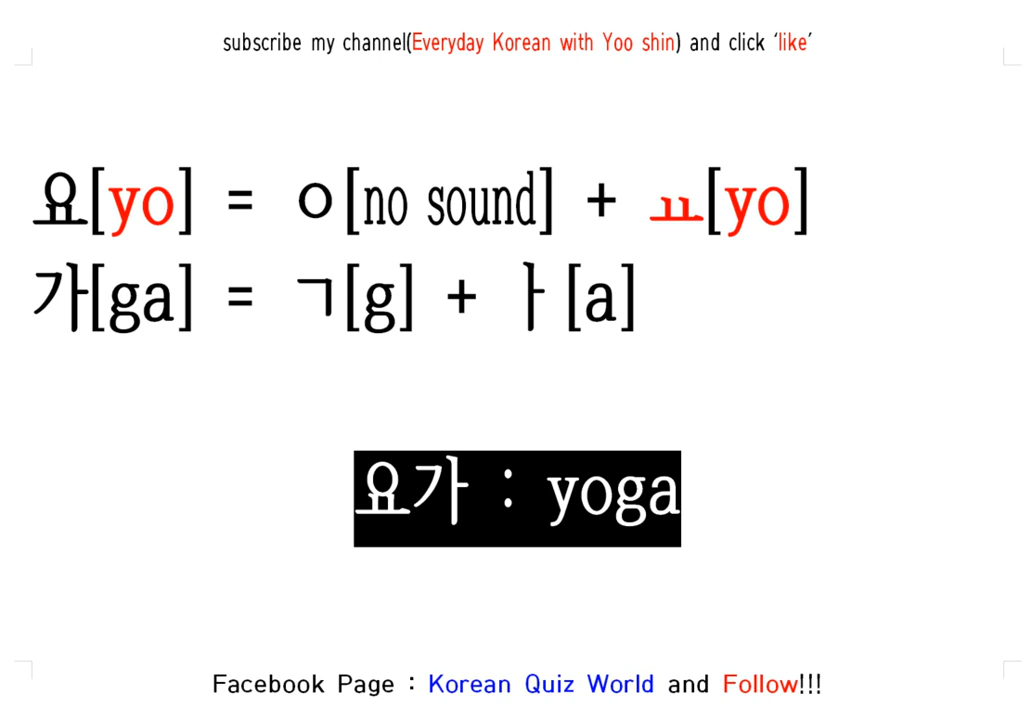 subscribe my channel(Everyday Korean with Yoo shin) and click ‘like’
요[yo] = ㅇ[no sound] + ㅛ[yo]
가[ga] = ㄱ[g] + ㅏ[a]
요가 : yoga
Facebook Page : Korean Quiz World and Follow!!!